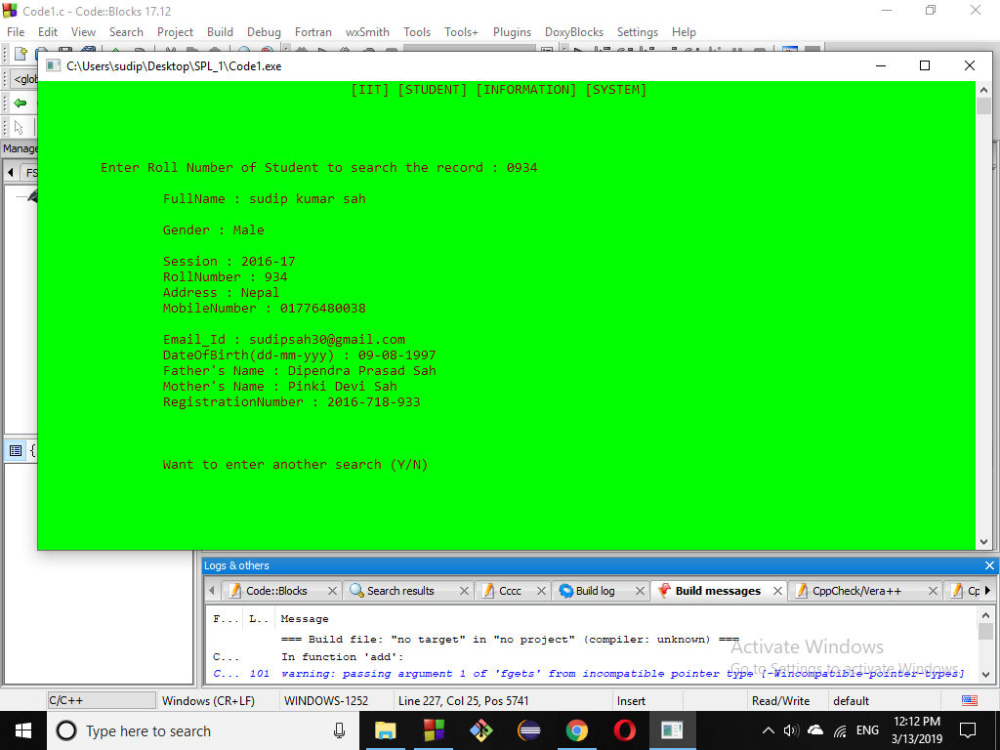 Code1.c - Code::Blocks 17.12
File Edit View Search Project Build Debug Fortran wxSmith Tools Tools+ Plugins DoxyBlocks Settings Help
C:\Users\sudip\Desktop\SPL_1\Code1.exe
<glob
[IIT] [STUDENT] [INFORMATION] [SYSTEM]
Manage
FS
Enter Roll Number of Student to search the record : 0934
FullName : sudip kumar sah
Gender : Male
Session : 2016-17
RollNumber : 934
Address : Nepal
MobileNumber : 01776480038
Email_Id : sudipsah30@gmail.com
DateOfBirth(dd-mm-yyy) : 09-08-1997
Father's Name : Dipendra Prasad Sah
Mother's Name : Pinki Devi Sah
RegistrationNumber : 2016-718-933
{
Want to enter another search (Y/N)
Logs & others
Code::Blocks Search results Cccc Build log Build messages CppCheck/Vera++ Cp
F... L.. Message
=== Build file: "no target" in "no project" (compiler: unknown) ===
C... In function 'add':
C... 101 warning: passing argument 1 of 'fgets' from incompatible pointer type [-Wincompatible-pointer-types]
Activate Windows
Go to Settings to activate Windows.
C/C++ Windows (CR+LF) WINDOWS-1252 Line 227, Col 25, Pos 5741 Insert Read/Write default
Type here to search
ENG
12:12 PM
3/13/2019